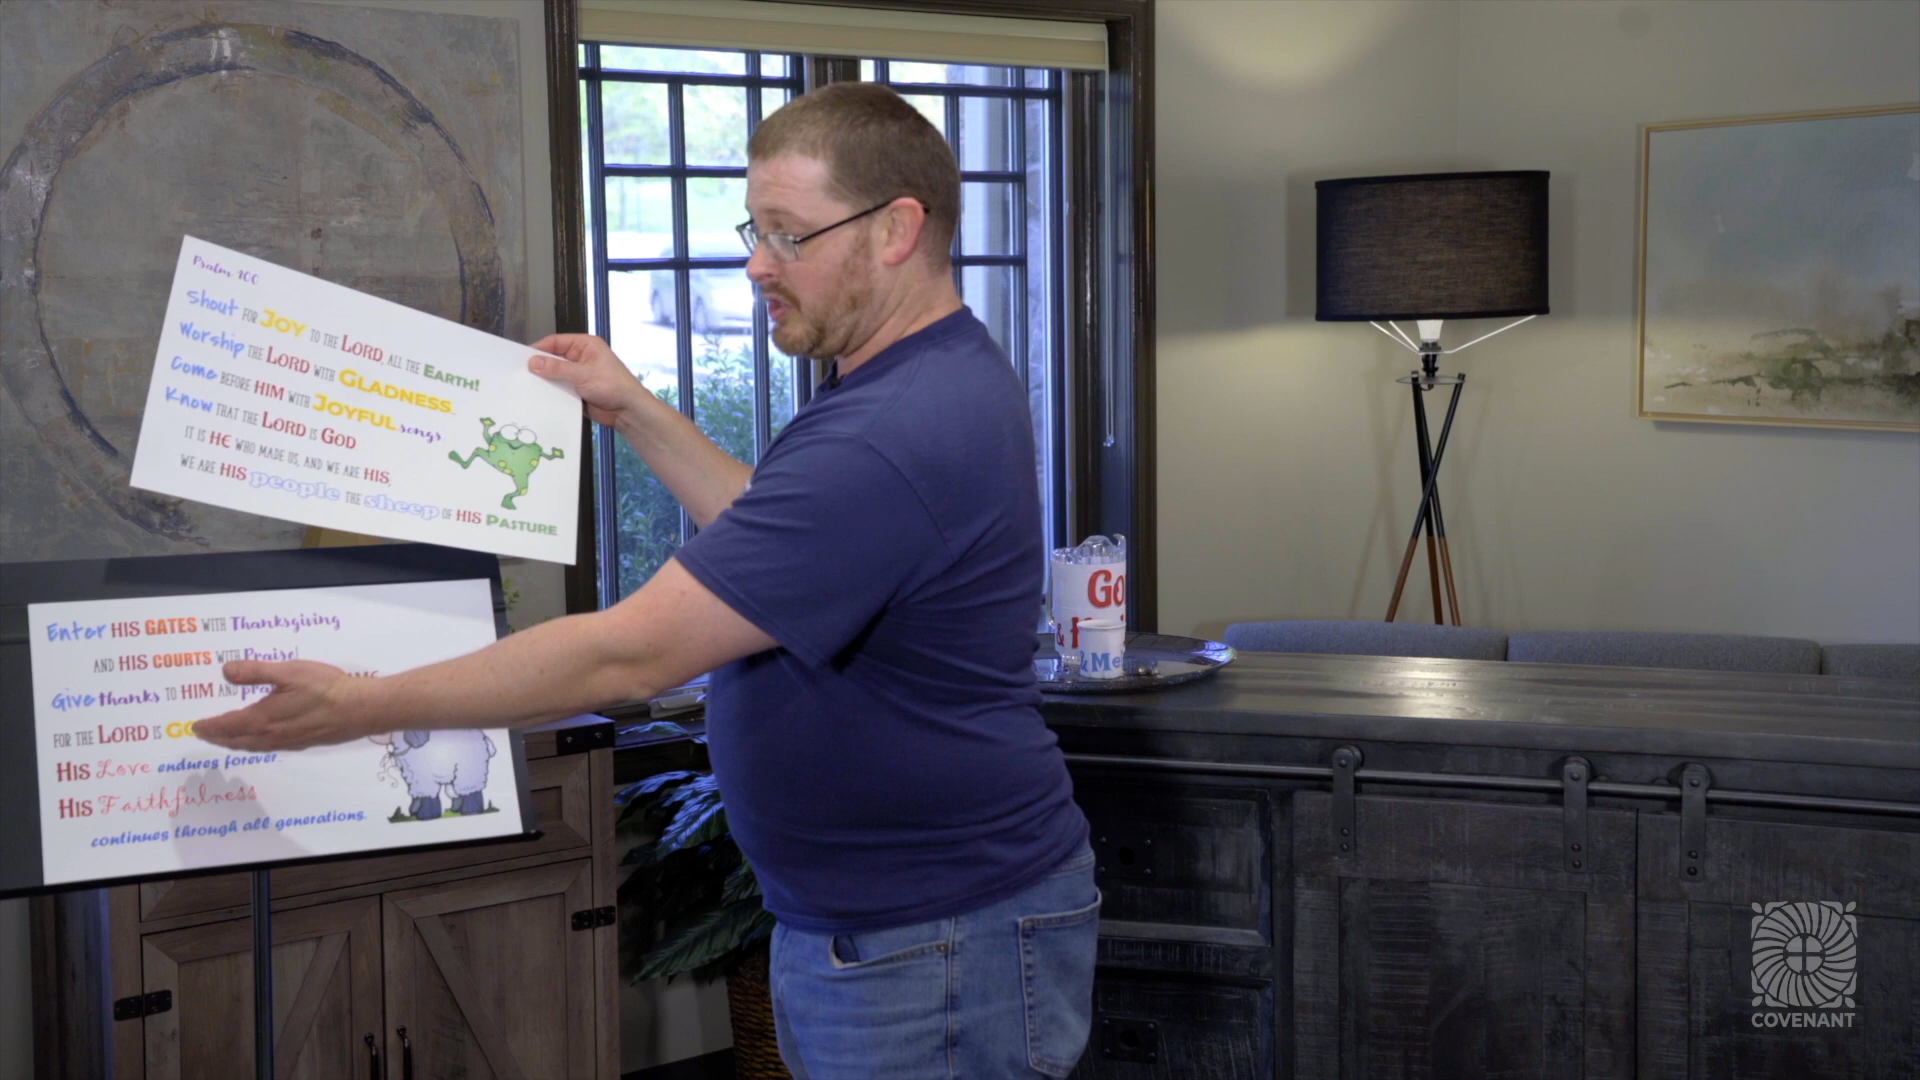 Psalm 100
Shout FOR JOY TO THE LORD, ALL THE EARTH!
Worship THE LORD WITH GLADNESS..
Come BEFORE HIM WITH JOYFUL songs.
Know THAT THE LORD IS GOD.
IT IS HE WHO MADE US, AND WE ARE HIS,
WE ARE HIS people THE sheep OF HIS PASTURE
Enter HIS GATES WITH Thanksgiving
AND HIS COURTS WITH Praise!
Give thanks TO HIM AND
FOR THE LORD IS
HIS Love endures forever..
HIS Faithfulness
continues through all generations.
&
COVENANT